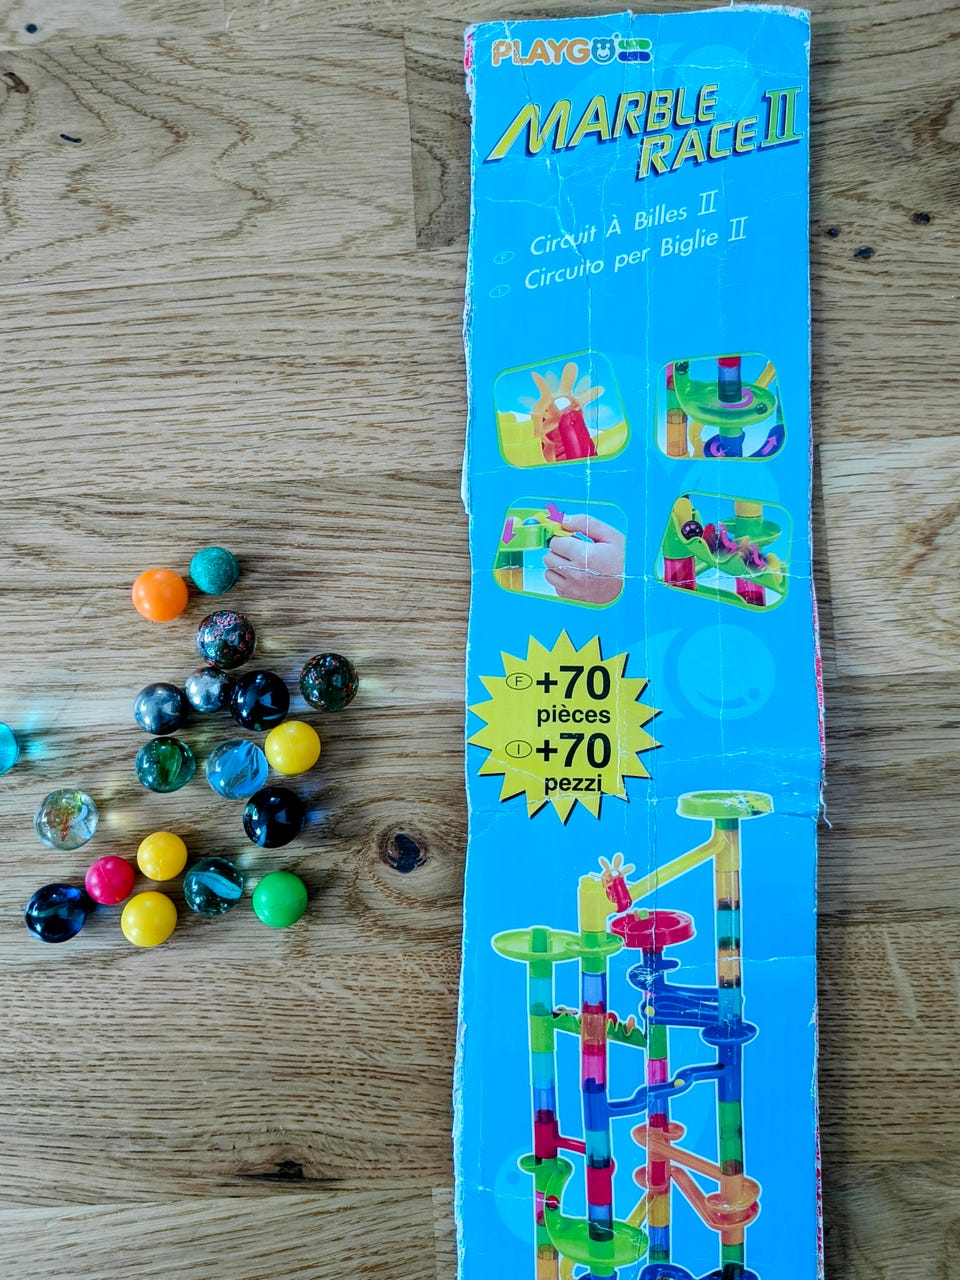 PLAYGO
MARBLE
RACE II
F Circuit À Billes II
I Circuito per Biglie II
F +70
pièces
I +70
pezzi